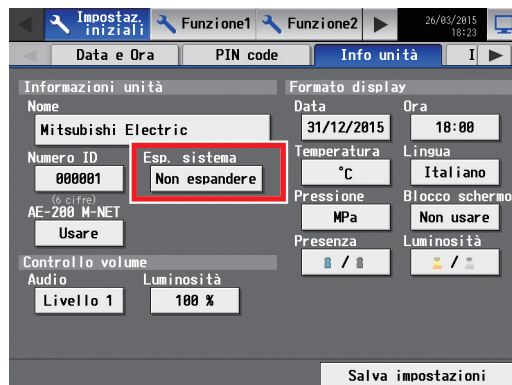 Impostaz. iniziali Funzione1 Funzione2 26/03/2015 18:23
Data e Ora PIN code Info unità I
Informazioni unità
Nome
Mitsubishi Electric
Numero ID
000001
(6 cifre)
Esp. sistema
Non espandere
AE-200 M-NET
Usare
Controllo volume
Audio
Livello 1
Luminosità
100 %
Formato display
Data
31/12/2015
Ora
18:00
Temperatura
°C
Lingua
Italiano
Pressione
MPa
Blocco schermo
Non usare
Presenza
/
Luminosità
/
Salva impostazioni